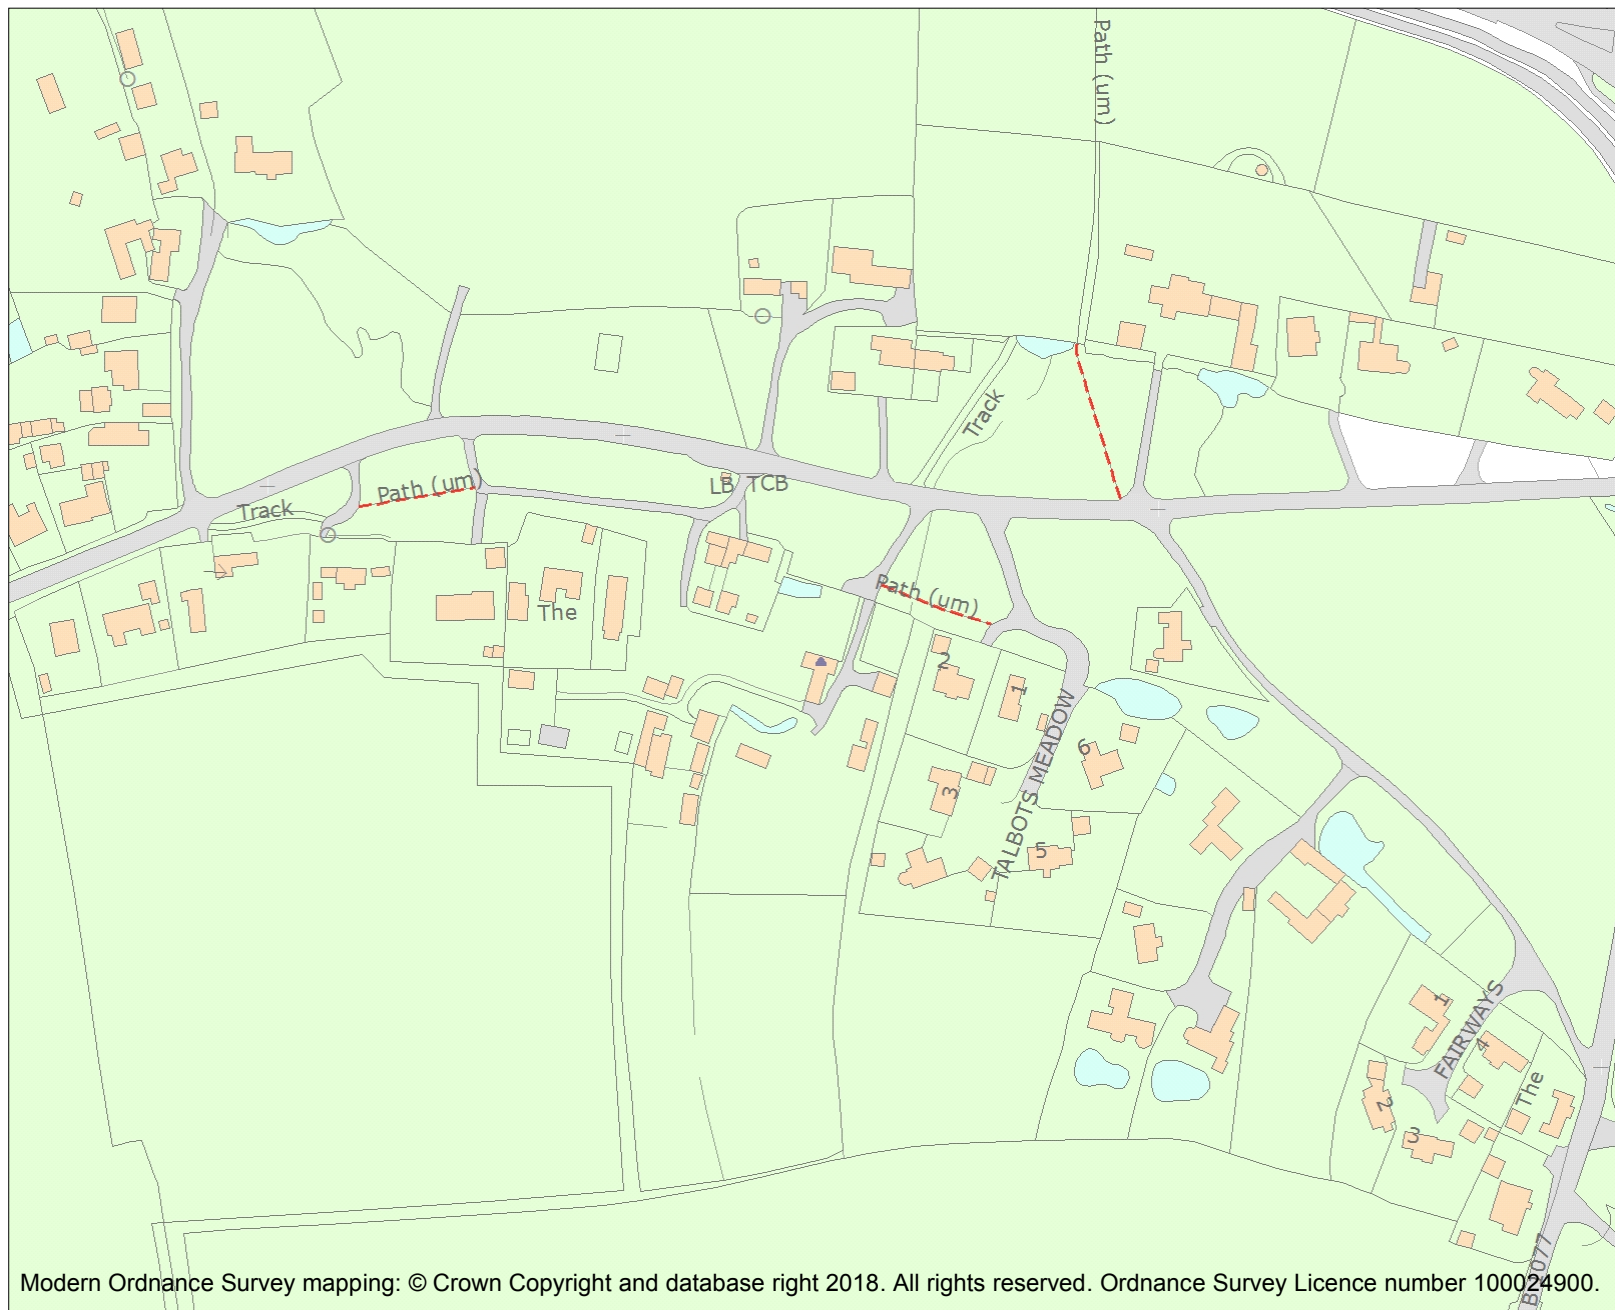 Path (um)
Track
Path (um)
LB TCB
Track
The
Path (um)
2
1
TALBOTS MEADOW
6
3
5
FAIRWAYS
1
4
The
2
3
B2077
Modern Ordnance Survey mapping: © Crown Copyright and database right 2018. All rights reserved. Ordnance Survey Licence number 100024900.